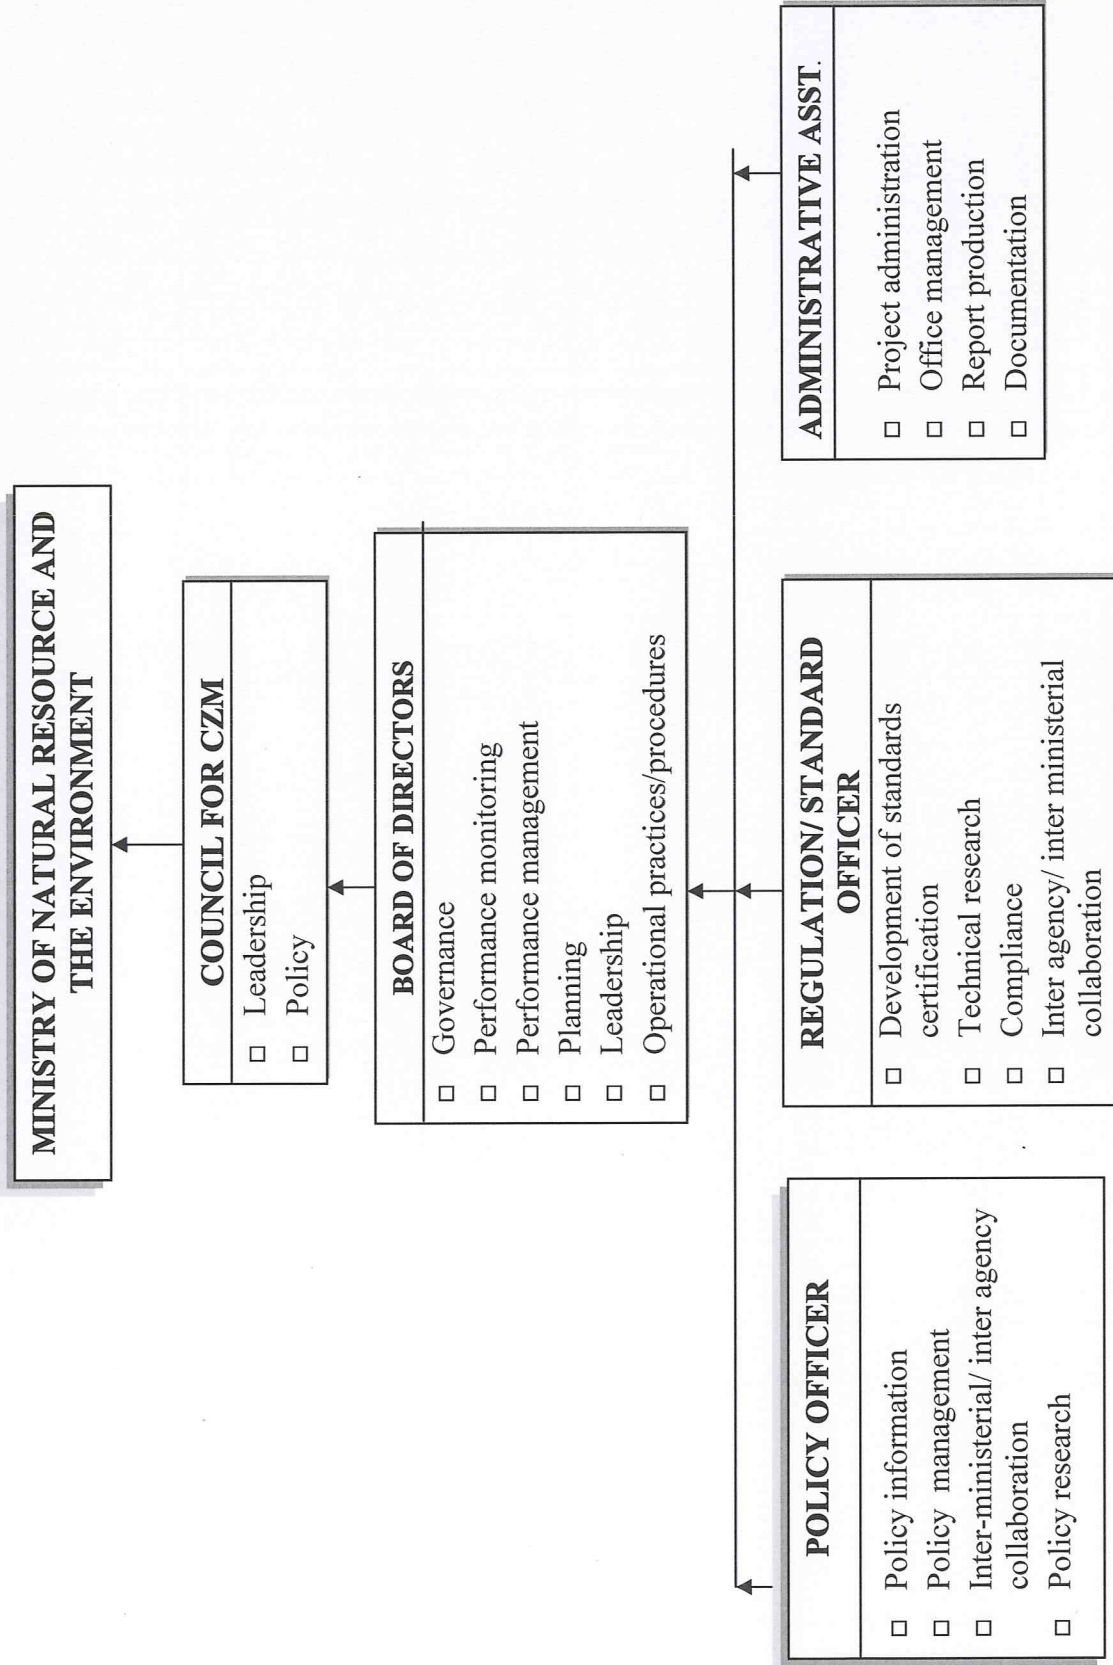 MINISTRY OF NATURAL RESOURCE AND
THE ENVIRONMENT
COUNCIL FOR CZM
□ Leadership
□ Policy
BOARD OF DIRECTORS
□ Governance
□ Performance monitoring
□ Performance management
□ Planning
□ Leadership
□ Operational practices/procedures
POLICY OFFICER
□ Policy information
□ Policy management
□ Inter-ministerial/ inter agency
collaboration
□ Policy research
REGULATION/ STANDARD
OFFICER
□ Development of standards
certification
□ Technical research
□ Compliance
□ Inter agency/ inter ministerial
collaboration
ADMINISTRATIVE ASST.
□ Project administration
□ Office management
□ Report production
□ Documentation